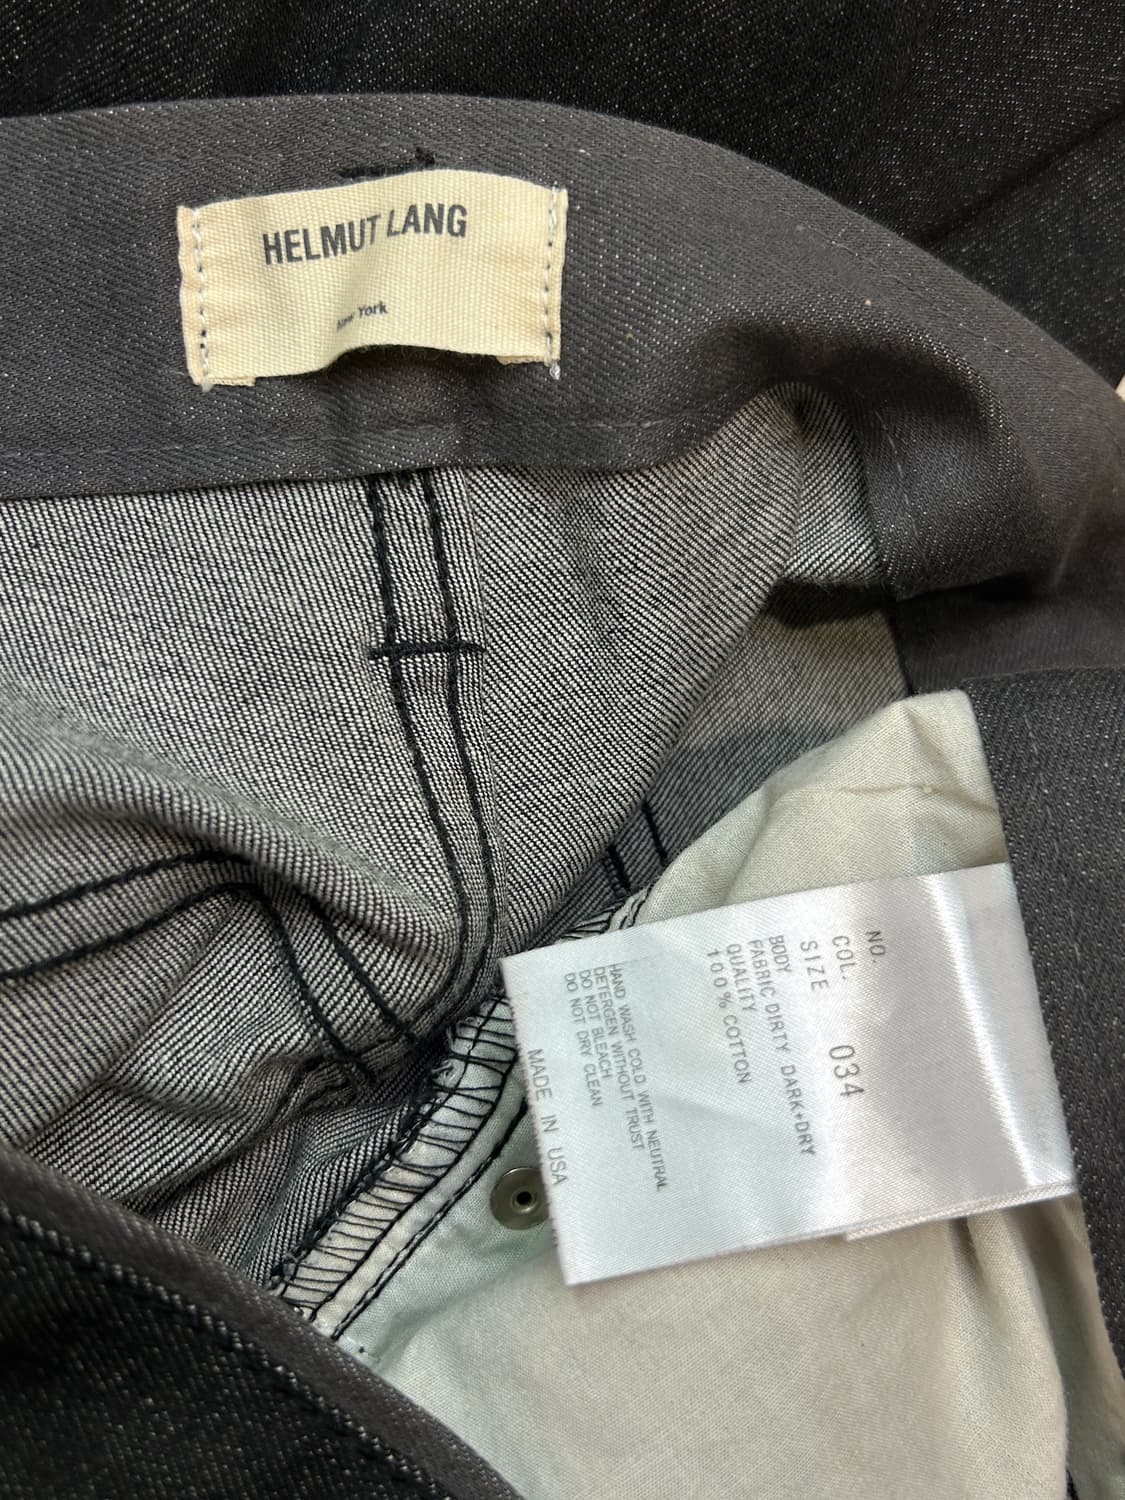 HELMUT LANG
New York
NO.
COL. 034
SIZE
BODY
FABRIC DIRTY DARK+DRY
QUALITY
100% COTTON
HAND WASH COLD WITH NEUTRAL
DETERGEN WITHOUT TRUST
DO NOT BLEACH
DO NOT DRY CLEAN
MADE IN USA